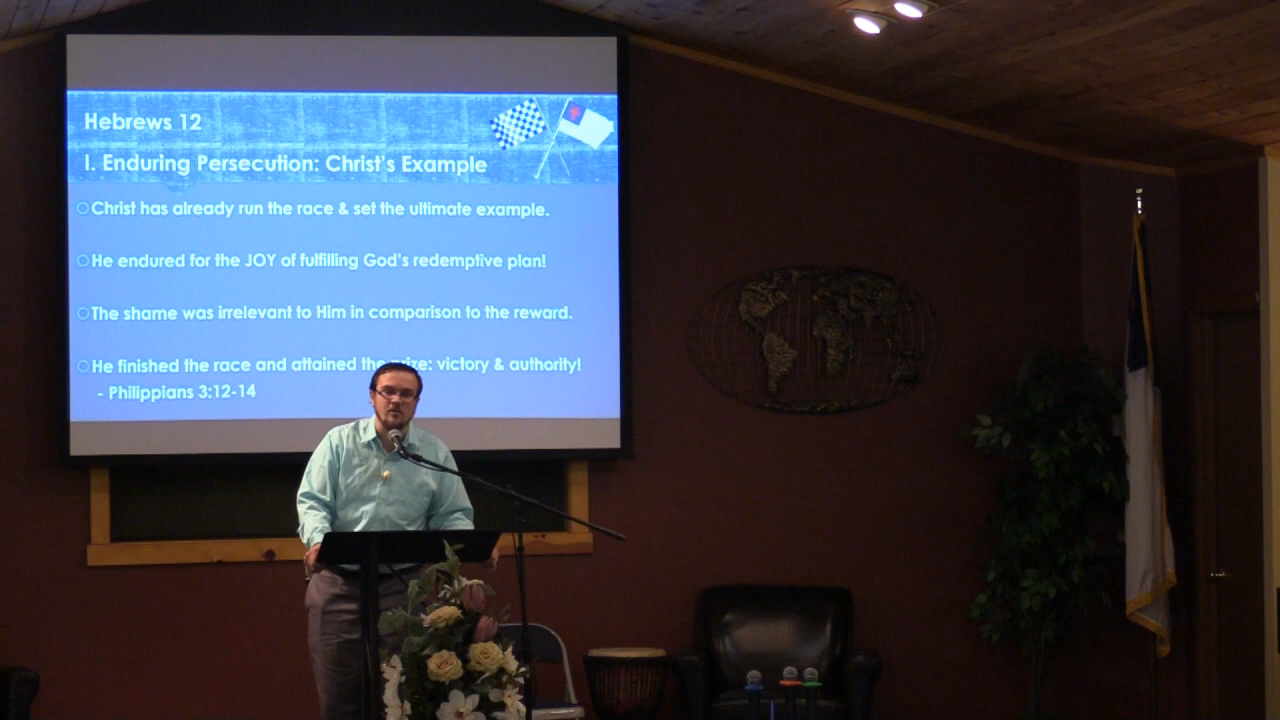 Hebrews 12
I. Enduring Persecution: Christ's Example
Christ has already run the race & set the ultimate example.
He endured for the JOY of fulfilling God's redemptive plan!
The shame was irrelevant to Him in comparison to the reward.
He finished the race and attained the prize: victory & authority!
- Philippians 3:12-14